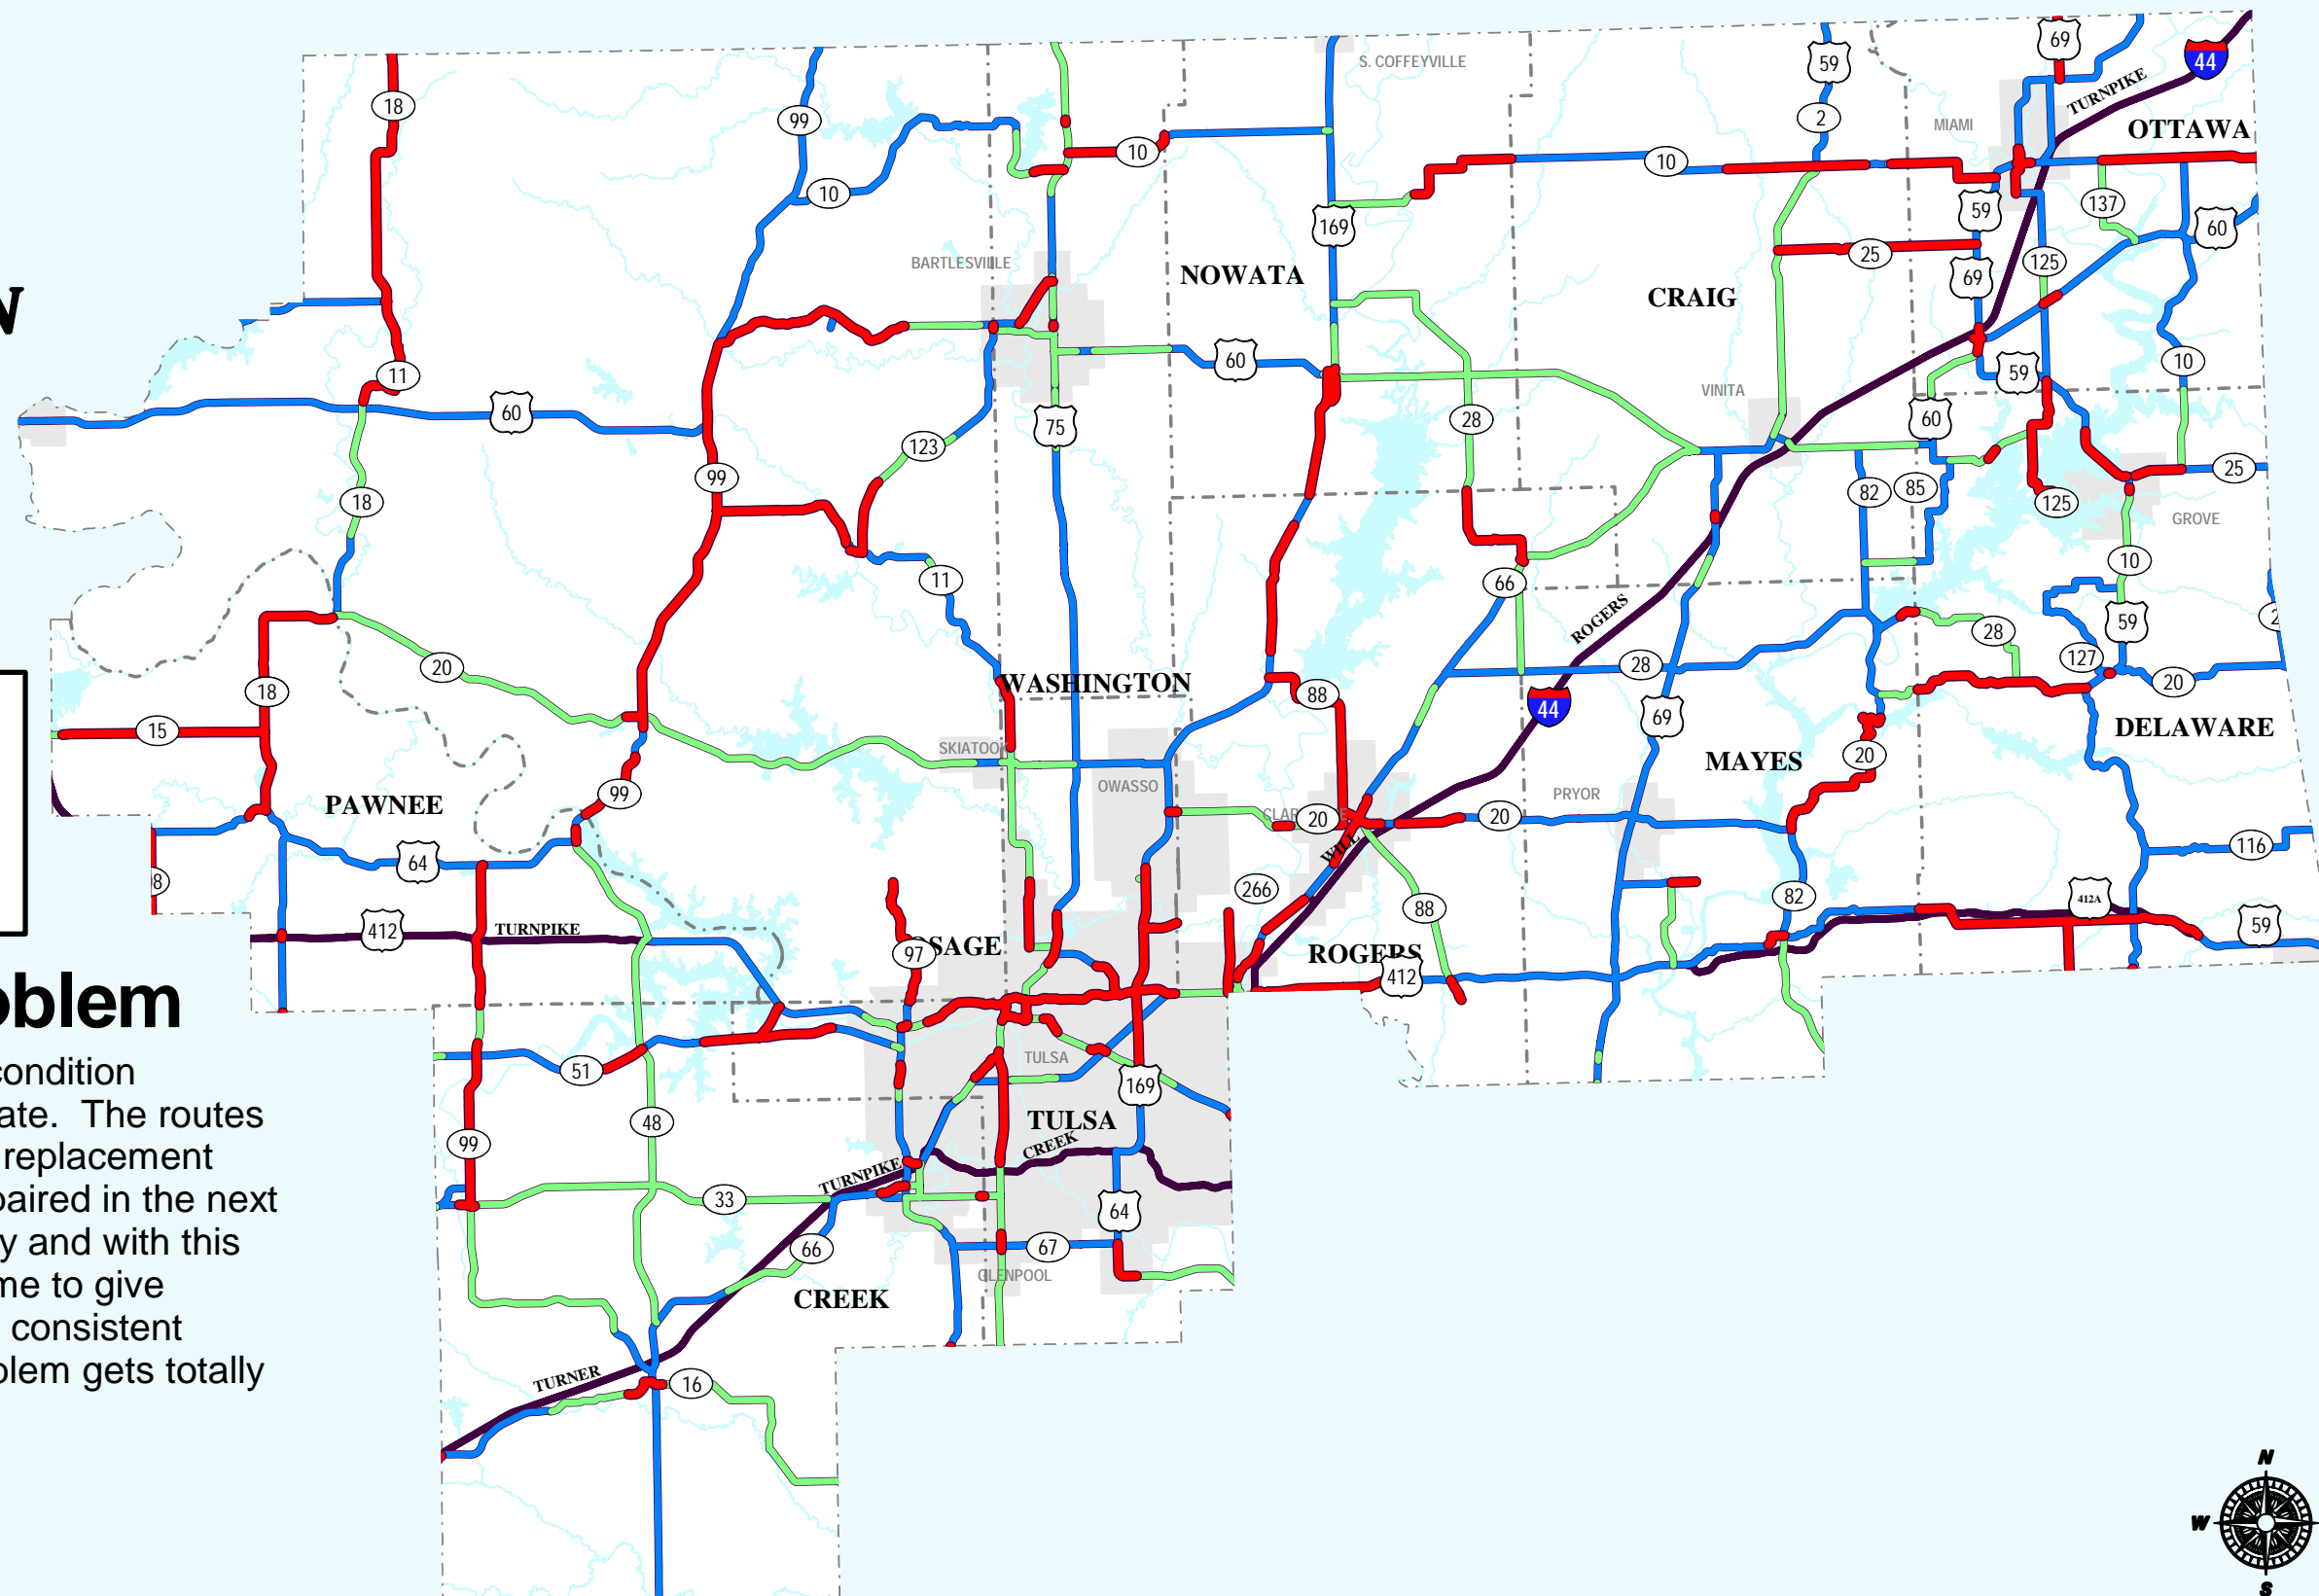 69
44
59
TURNPIKE
18
S. COFFEYVILLE
99
2
MIAMI
OTTAWA
10
10
10
137
59
169
60
125
25
BARTLESVILLE
NOWATA
69
CRAIG
11
60
60
59
10
VINITA
60
28
75
123
99
25
82
85
125
18
GROVE
10
11
66
ROGERS
59
28
127
20
28
18
WASHINGTON
88
20
44
69
DELAWARE
15
SKIATOOK
20
MAYES
OWASSO
99
PAWNEE
PRYOR
20
20
WILL
116
64
8
266
82
412A
88
412
TURNPIKE
59
97
ROGERS
412
oblem
TULSA
condition
51
169
ate. The routes
48
TULSA
99
CREEK
replacement
TURNPIKE
paired in the next
33
64
y and with this
66
67
me to give
GLENPOOL
CREEK
consistent
blem gets totally
TURNER
16
N
W
S